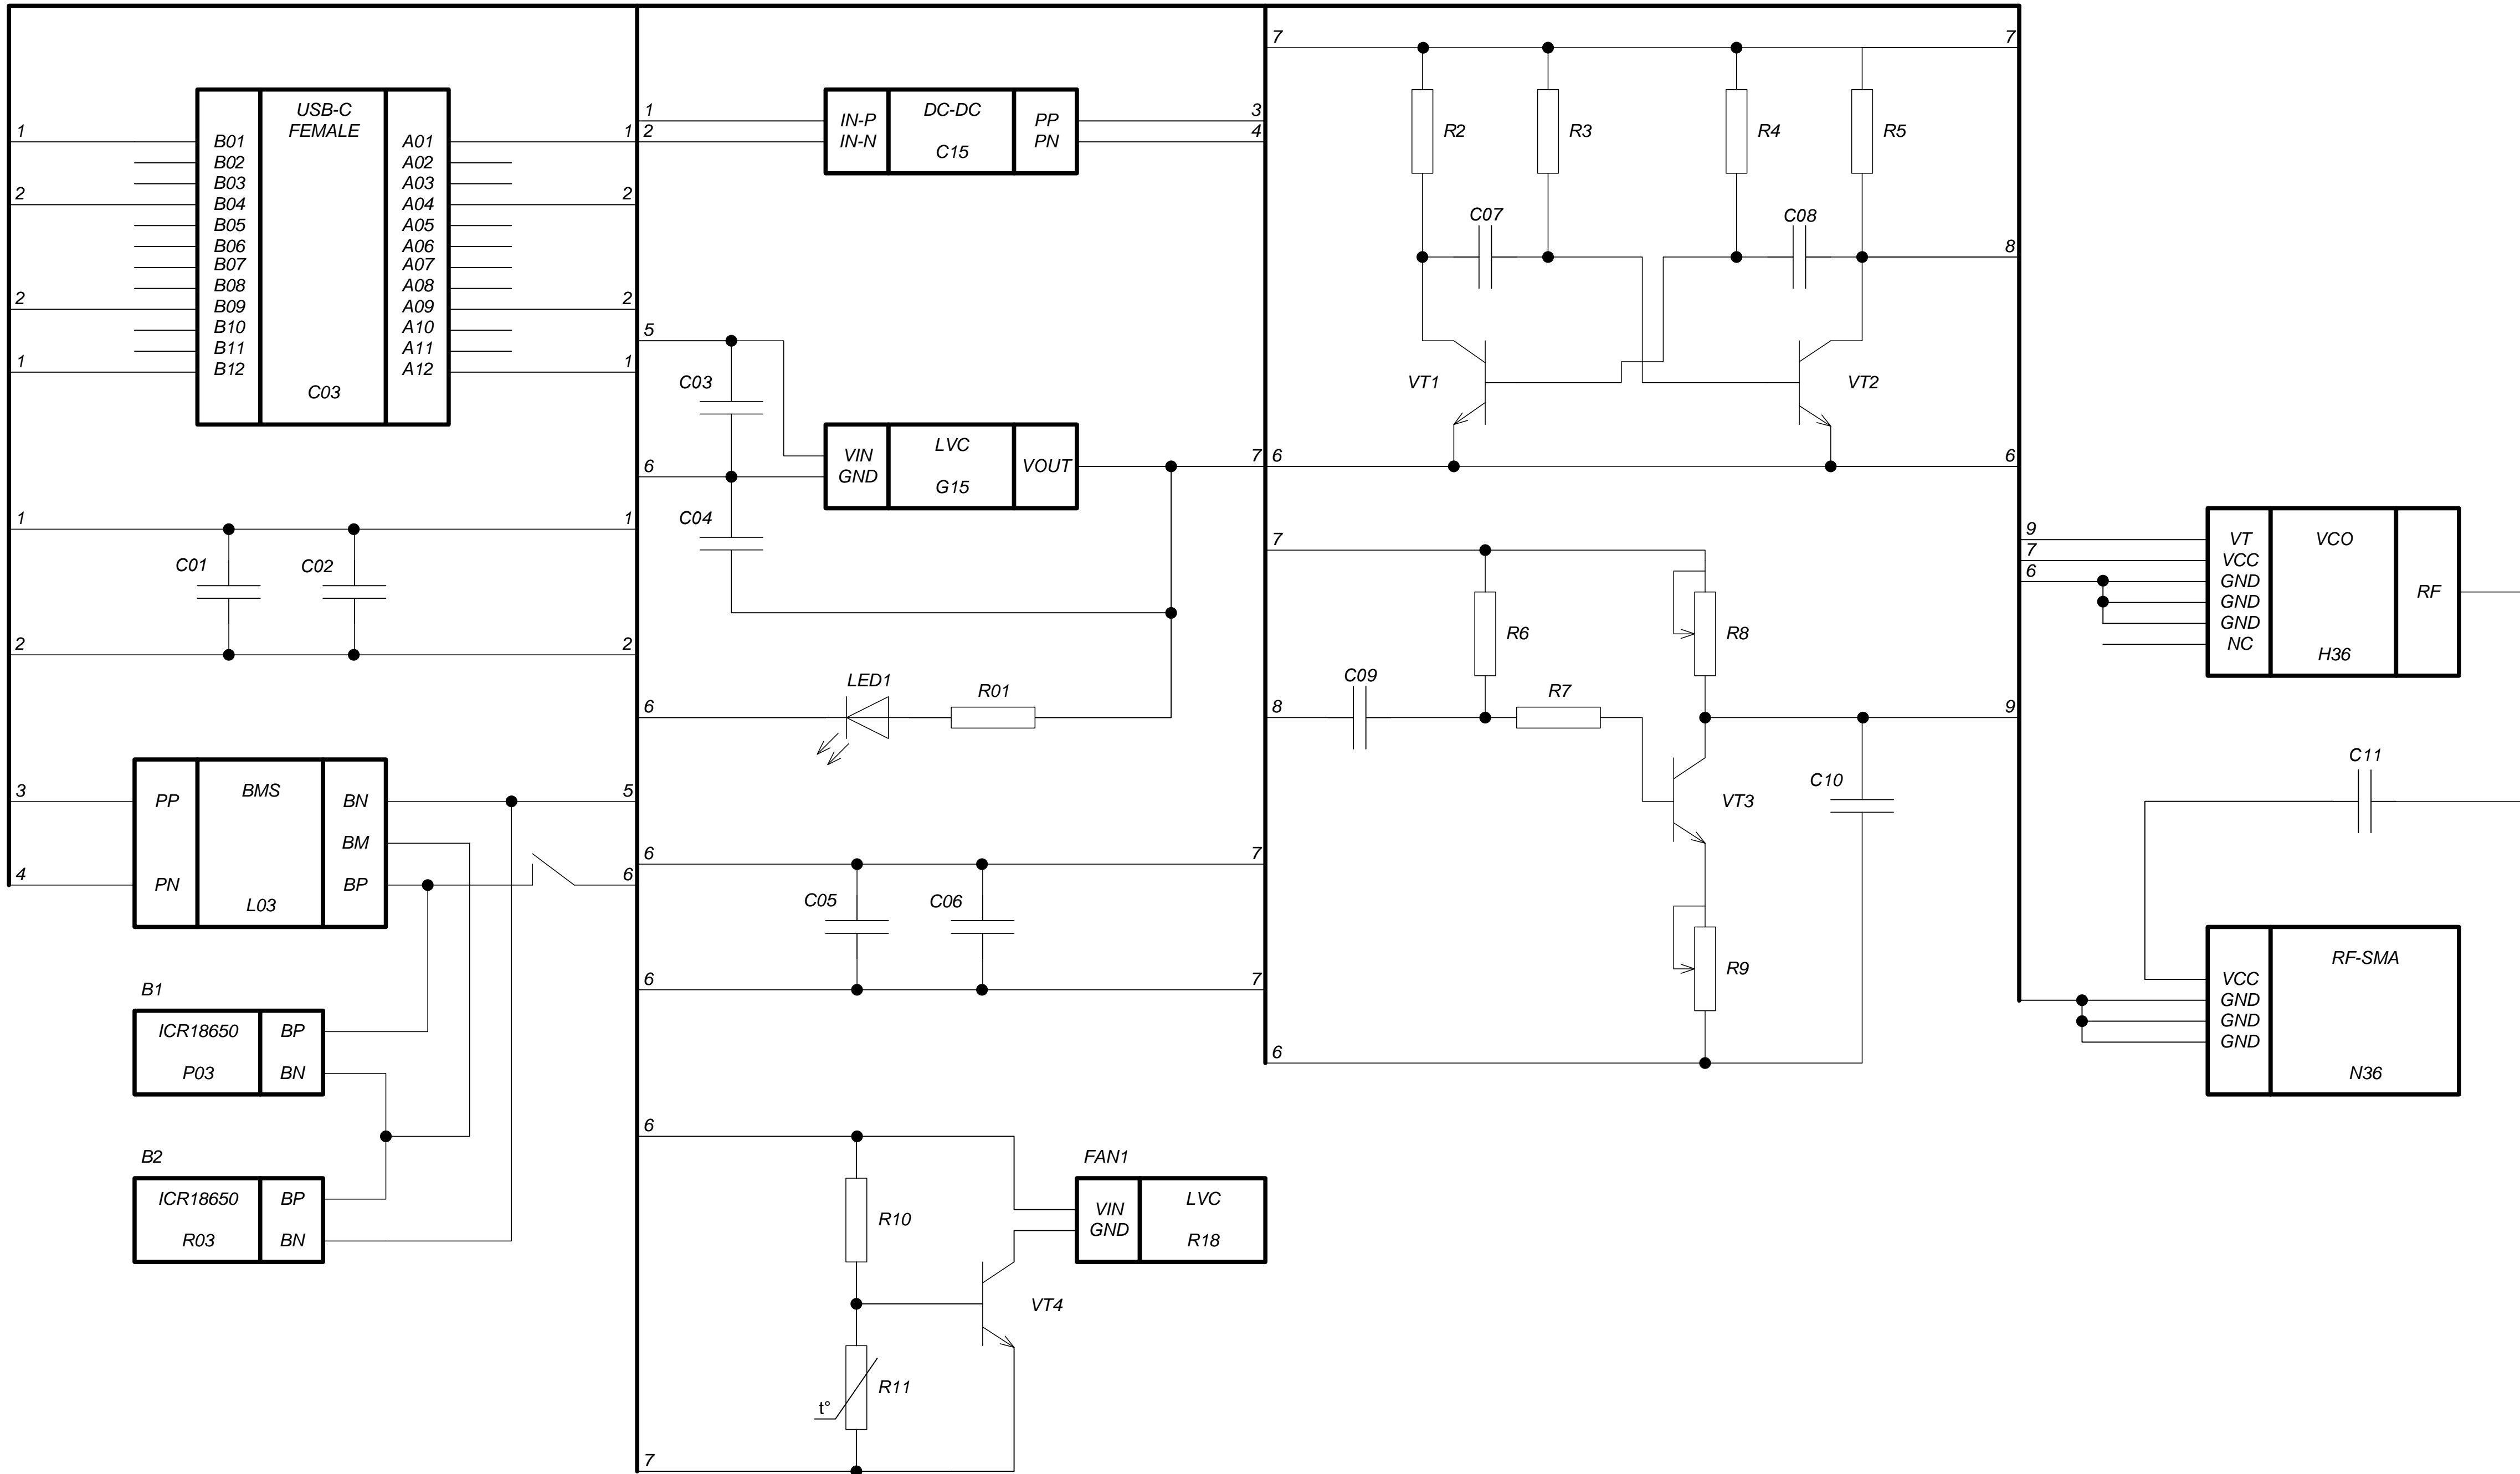 7 7
USB-C
FEMALE
C03
1 B01 A01 1
B02 A02
B03 A03
2 B04 A04 2
B05 A05
B06 A06
B07 A07
B08 A08
2 B09 A09 2
B10 A10
B11 A11
1 B12 A12 1
1 1
C01 C02
2 2
3 PP BMS BN 5
BM
4 PN BP 6
L03
B1
ICR18650 BP
P03 BN
B2
ICR18650 BP
R03 BN
1 IN-P DC-DC PP 3
2 IN-N PN 4
C15
5
C03
VIN LVC
6 GND VOUT 7
G15
C04
LED1 R01
6
6 7
C05 C06
6 7
6
FAN1
VIN LVC
GND
R18
R10
VT4
R11
t°
7
R2 R3 R4 R5
C07 C08
8
VT1 VT2
6 6
7
R6 R8
C09 R7
8 9
VT3 C10
R9
6
9 VT VCO
7 VCC
6 GND
GND RF
GND
NC H36
C11
RF-SMA
VCC
GND
GND
GND
N36